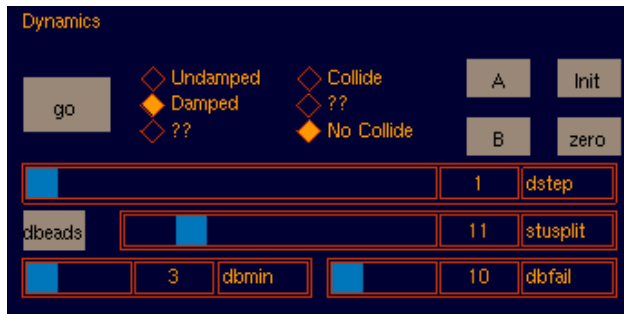 Dynamics
go
Undamped
Damped
??
Collide
??
No Collide
A
Init
B
zero
1 dstep
dbeads 11 stusplit
3 dbmin 10 dbfail